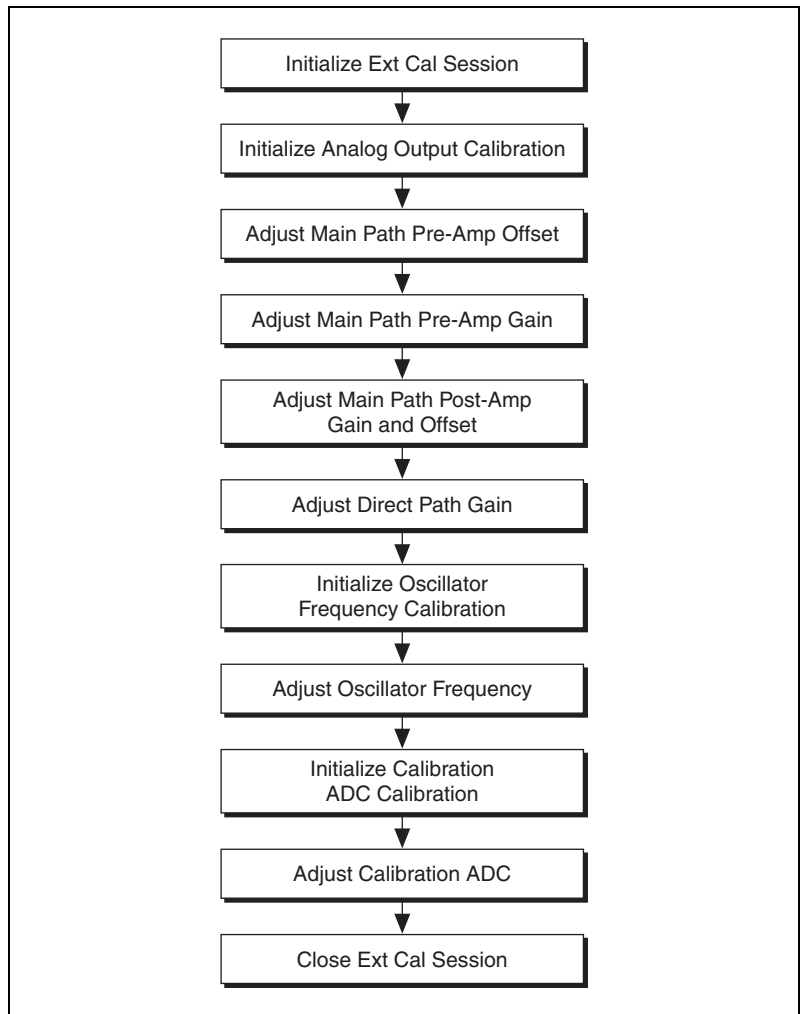 Initialize Ext Cal Session
Initialize Analog Output Calibration
Adjust Main Path Pre-Amp Offset
Adjust Main Path Pre-Amp Gain
Adjust Main Path Post-Amp
Gain and Offset
Adjust Direct Path Gain
Initialize Oscillator
Frequency Calibration
Adjust Oscillator Frequency
Initialize Calibration
ADC Calibration
Adjust Calibration ADC
Close Ext Cal Session